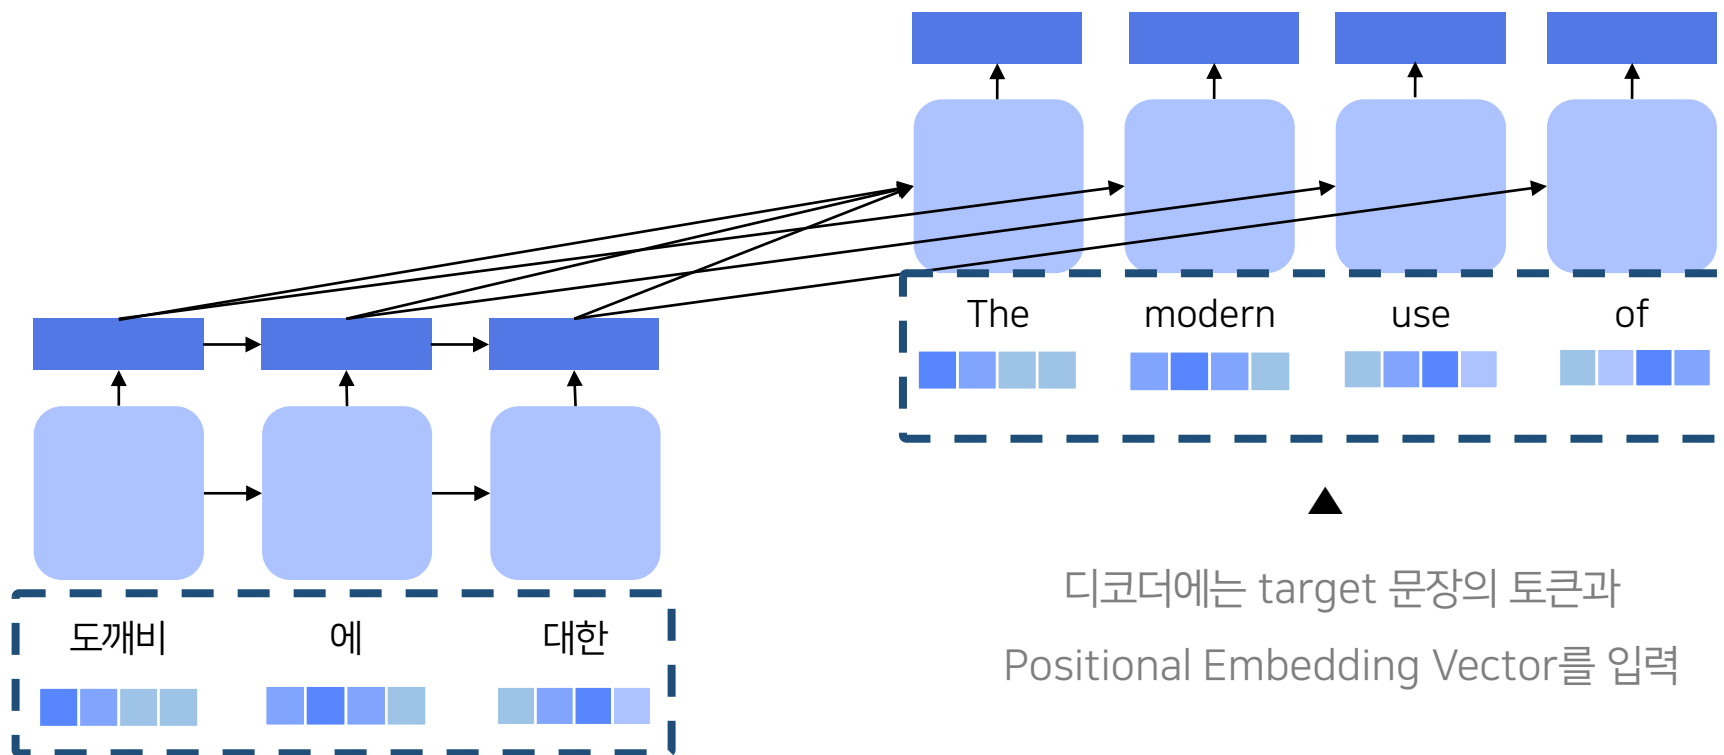 The modern use of
도깨비 에 대한
디코더에는 target 문장의 토큰과
Positional Embedding Vector를 입력